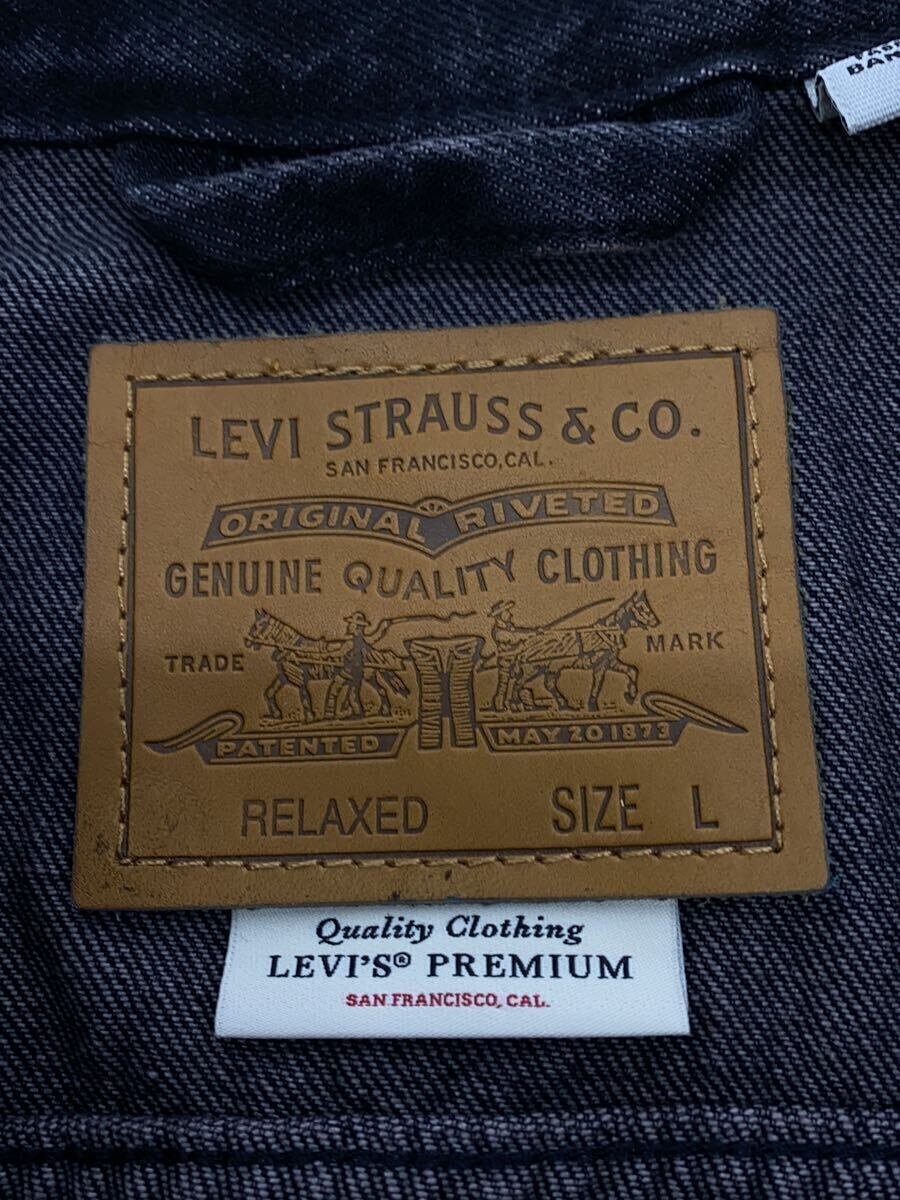 BAN
LEVI STRAUSS & CO.
SAN FRANCISCO, CAL.
ORIGINAL RIVETED
GENUINE QUALITY CLOTHING
TRADE MARK
PATENTED MAY 20 1873
RELAXED SIZE L
Quality Clothing
LEVI'S® PREMIUM
SAN FRANCISCO, CAL.